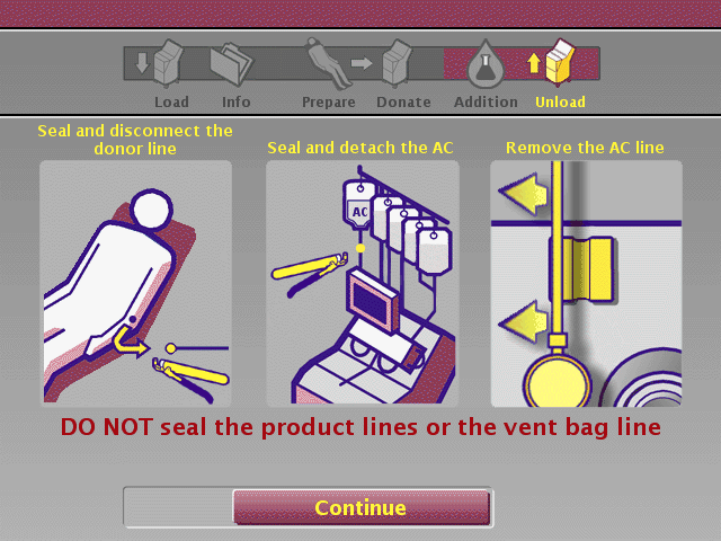 Load Info Prepare Donate Addition Unload
Seal and disconnect the
donor line
Seal and detach the AC
Remove the AC line
AC
DO NOT seal the product lines or the vent bag line
Continue